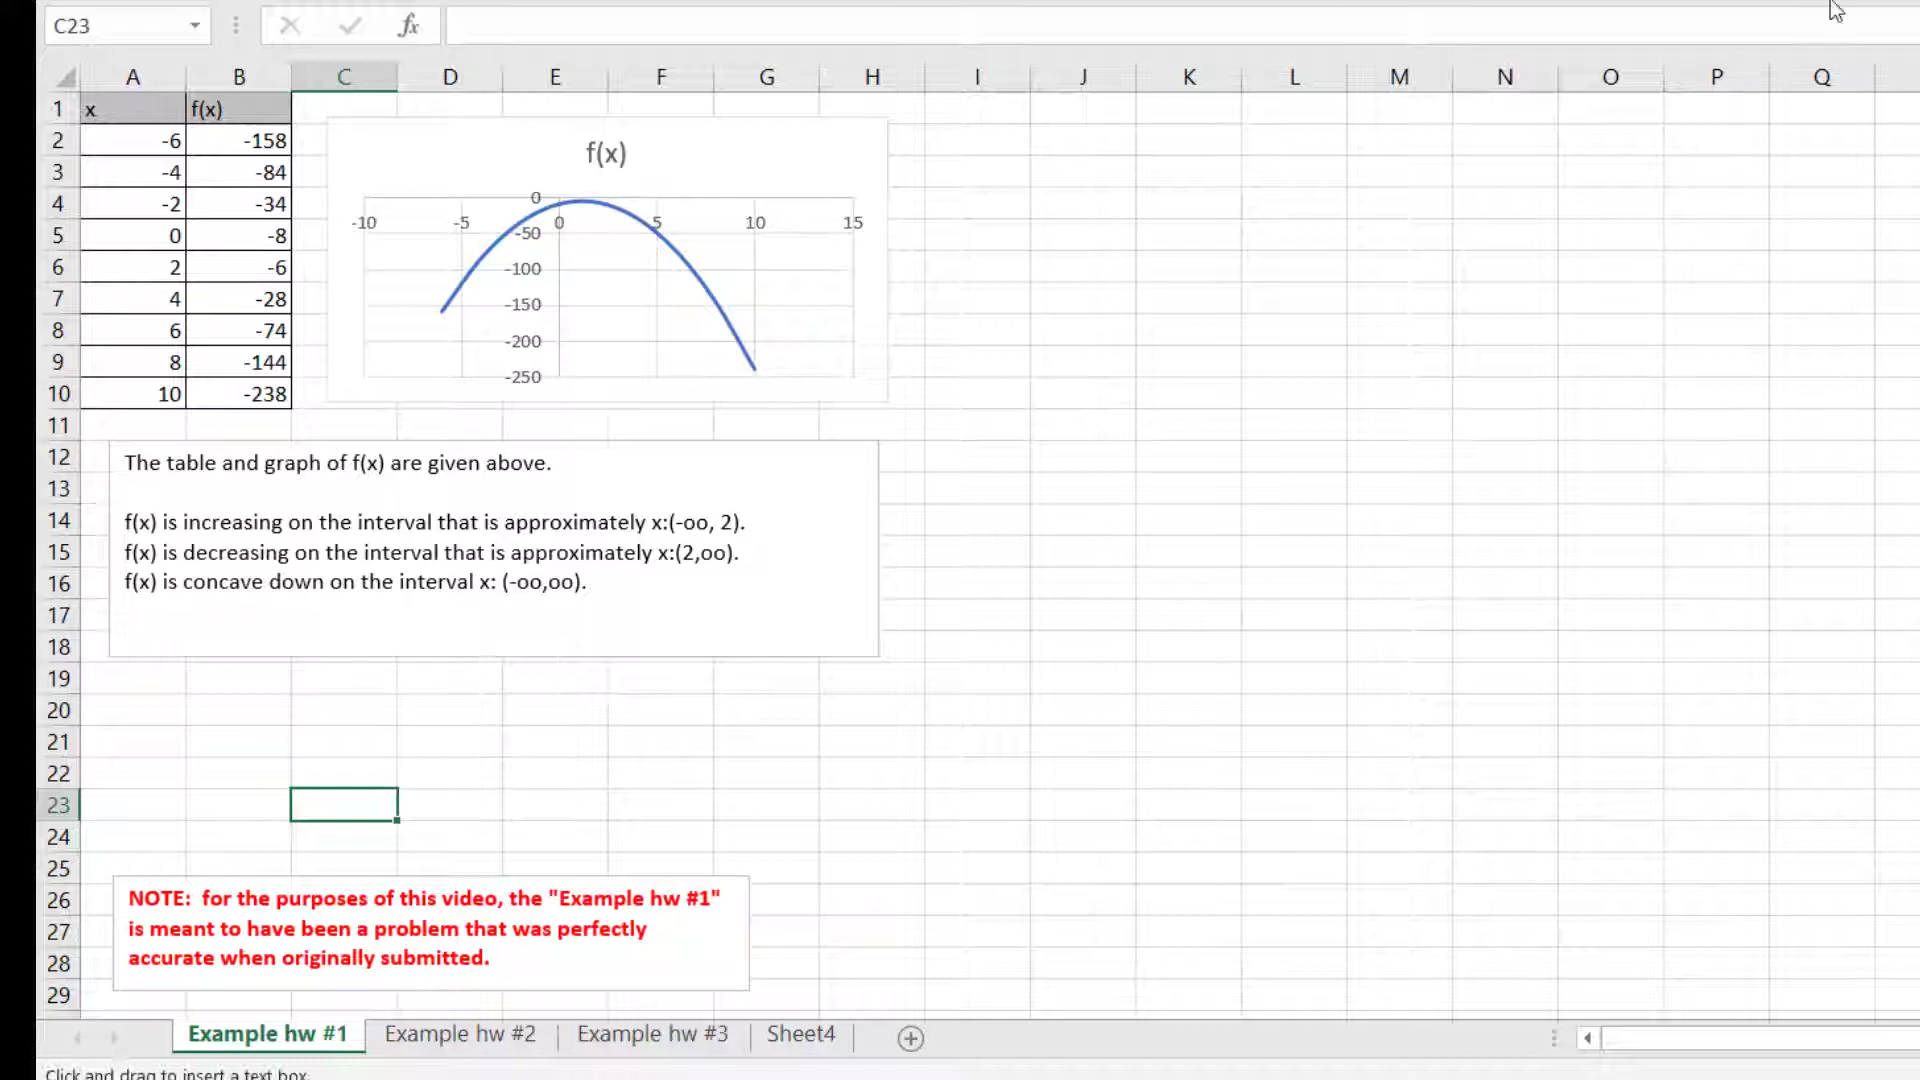 C23
fx
A B C D E F G H I J K L M N O P Q
1 x f(x)
2 -6 -158
3 -4 -84
4 -2 -34
5 0 -8
6 2 -6
7 4 -28
8 6 -74
9 8 -144
10 10 -238
f(x)
0
-10 -5 0 5 10 15
-50
-100
-150
-200
-250
11
12
13
14
15
16
17
18
The table and graph of f(x) are given above.
f(x) is increasing on the interval that is approximately x:(-oo, 2).
f(x) is decreasing on the interval that is approximately x:(2,oo).
f(x) is concave down on the interval x: (-oo,oo).
19
20
21
22
23
24
25
26
27
28
29
NOTE:  for the purposes of this video, the "Example hw #1"
is meant to have been a problem that was perfectly
accurate when originally submitted.
Example hw #1 Example hw #2 Example hw #3 Sheet4
Click and drag to insert a text box.